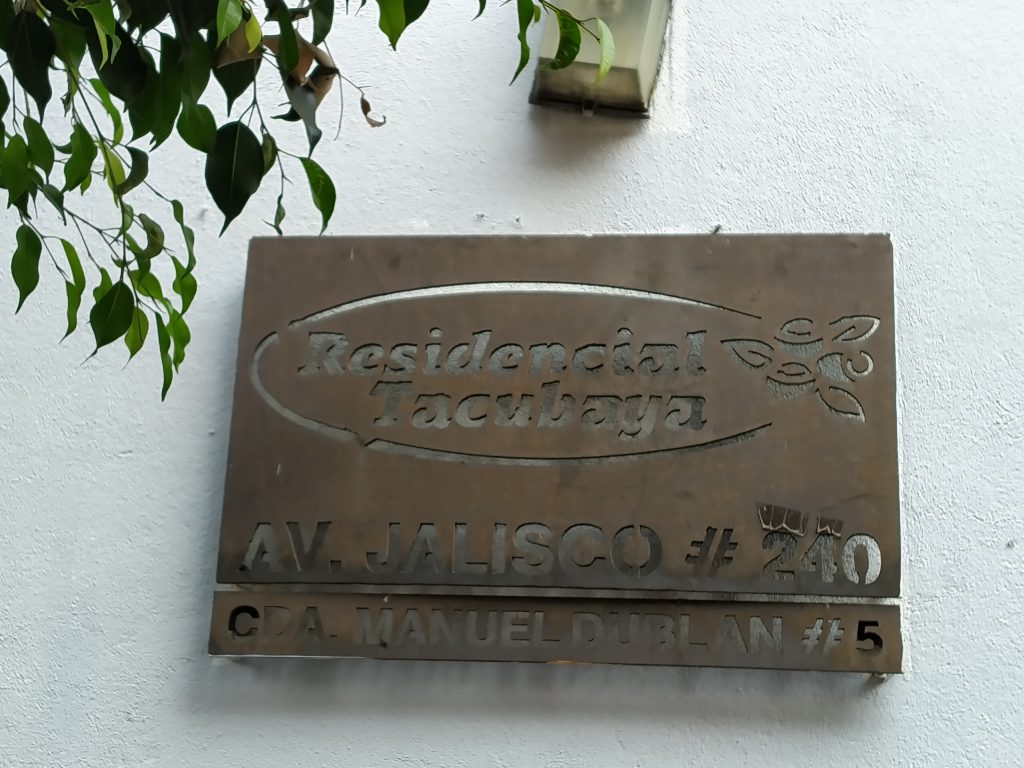 Residencial
Tacubaya
AV. JALISCO # 240
CDA. MANUEL DUBLAN #5